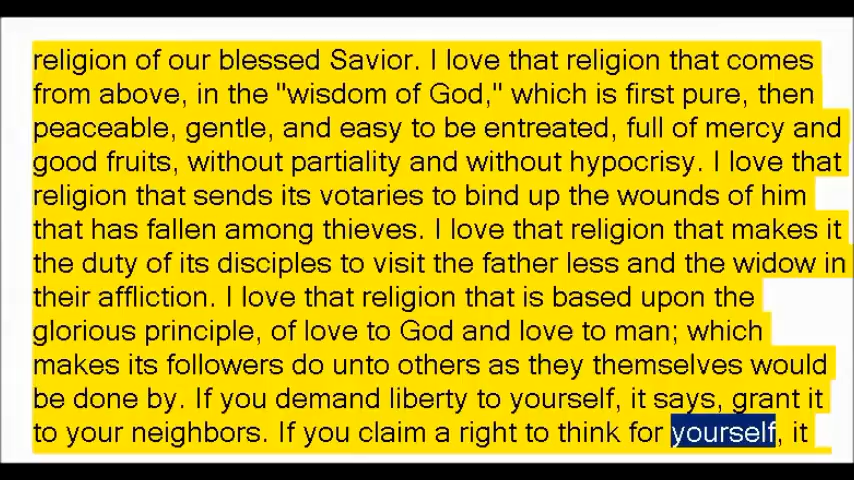 religion of our blessed Savior. I love that religion that comes
from above, in the "wisdom of God," which is first pure, then
peaceable, gentle, and easy to be entreated, full of mercy and
good fruits, without partiality and without hypocrisy. I love that
religion that sends its votaries to bind up the wounds of him
that has fallen among thieves. I love that religion that makes it
the duty of its disciples to visit the father less and the widow in
their affliction. I love that religion that is based upon the
glorious principle, of love to God and love to man; which
makes its followers do unto others as they themselves would
be done by. If you demand liberty to yourself, it says, grant it
to your neighbors. If you claim a right to think for yourself, it